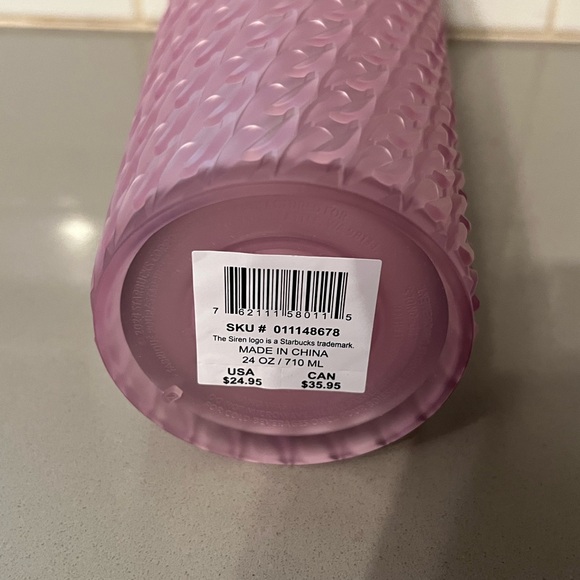 7 62111 58011 5
SKU # 011148678
The Siren logo is a Starbucks trademark.
MADE IN CHINA
24 OZ / 710 ML
USA CAN
$24.95 $35.95